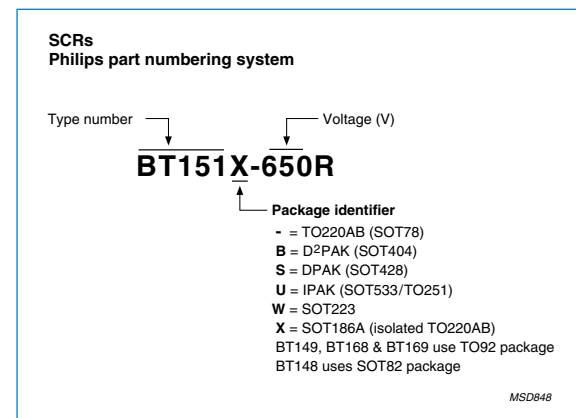 SCRs
Philips part numbering system
Type number
Voltage (V)
BT151X-650R
Package identifier
- = TO220AB (SOT78)
B = D2PAK (SOT404)
S = DPAK (SOT428)
U = IPAK (SOT533/TO251)
W = SOT223
X = SOT186A (isolated TO220AB)
BT149, BT168 & BT169 use TO92 package
BT148 uses SOT82 package
MSD848